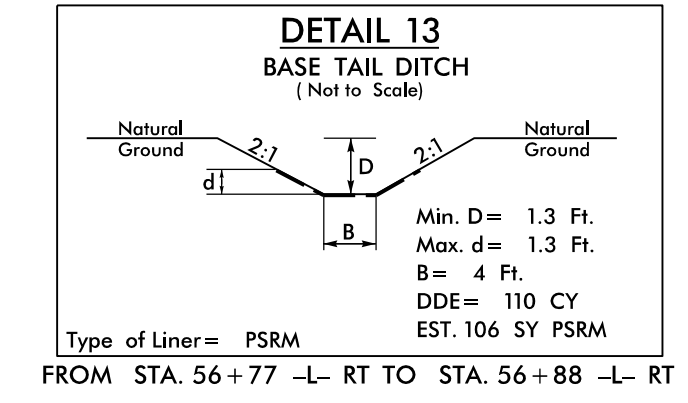 DETAIL 13
BASE TAIL DITCH
( Not to Scale)
Natural
Ground
2:1
D
d
2:1
Natural
Ground
B
Min. D= 1.3 Ft.
Max. d= 1.3 Ft.
B= 4 Ft.
DDE= 110 CY
EST. 106 SY PSRM
Type of Liner= PSRM
FROM STA. 56+77 -L- RT TO STA. 56+88 -L- RT